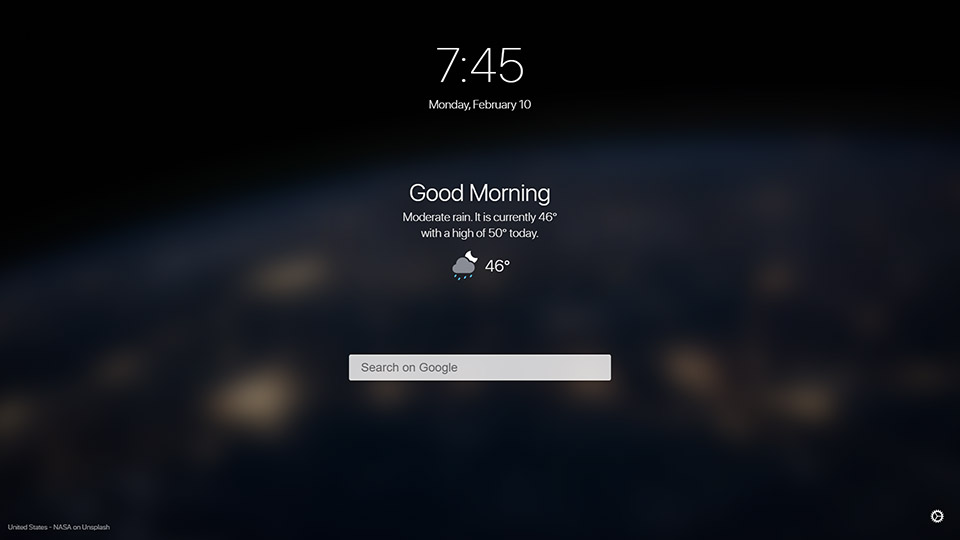 7:45
Monday, February 10
Good Morning
Moderate rain. It is currently 46°
with a high of 50° today.
46°
Search on Google
United States - NASA on Unsplash